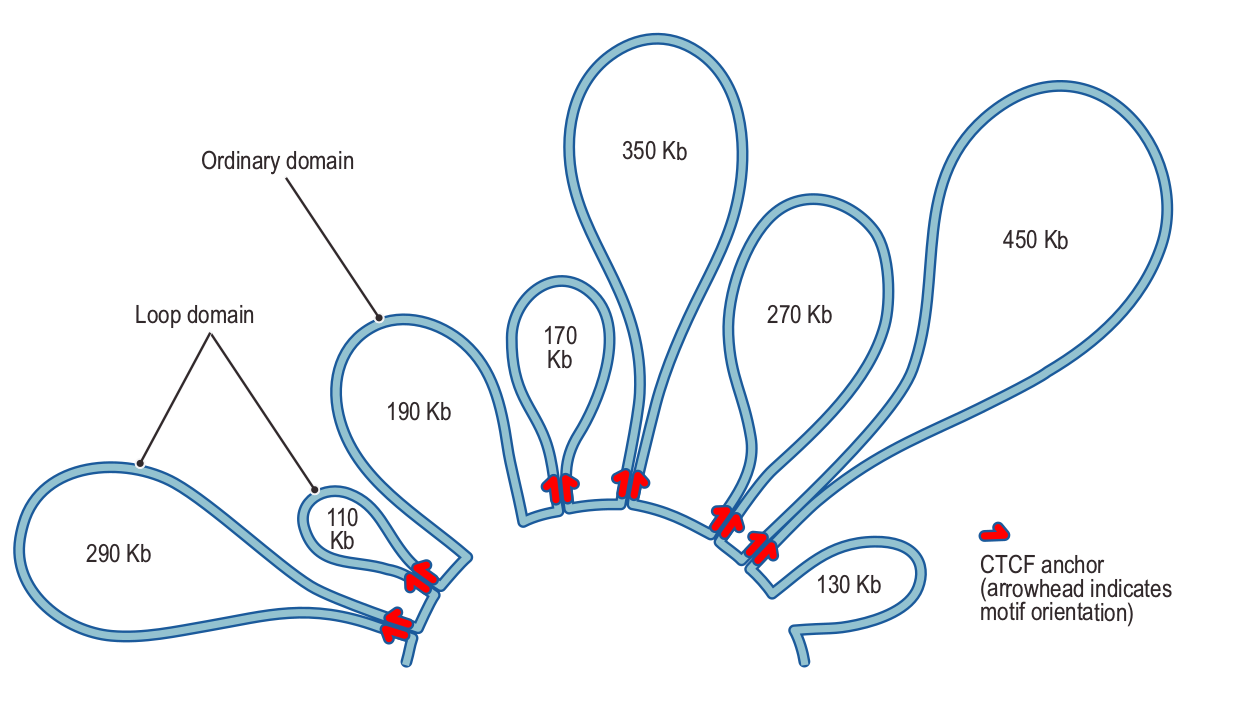 Ordinary domain
Loop domain
290 Kb
110
Kb
190 Kb
170
Kb
350 Kb
270 Kb
450 Kb
130 Kb
CTCF anchor
(arrowhead indicates
motif orientation)